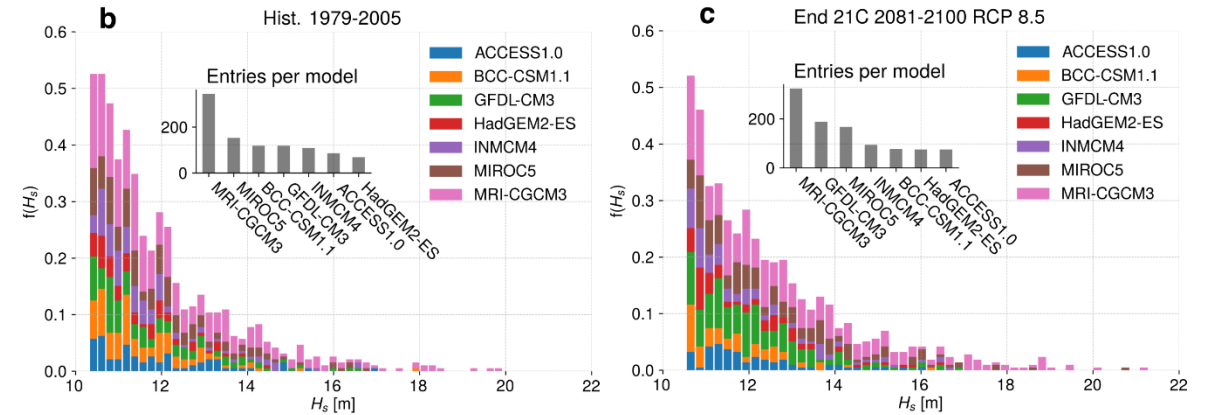 b
Hist. 1979-2005
0.6
0.5
0.4
0.3
0.2
0.1
0.0
f(Hs)
10
12
14
16
18
20
22
Hs [m]
Entries per model
200
0
MRI-CGCM3
MIROC5
BCC-CSM1.1
GFDL-CM3
INMCM4
ACCESS1.0
HadGEM2-ES
ACCESS1.0
BCC-CSM1.1
GFDL-CM3
HadGEM2-ES
INMCM4
MIROC5
MRI-CGCM3
c
End 21C 2081-2100 RCP 8.5
0.6
0.5
0.4
0.3
0.2
0.1
0.0
f(Hs)
10
12
14
16
18
20
22
Hs [m]
Entries per model
200
0
MRI-CGCM3
GFDL-CM3
MIROC5
INMCM4
BCC-CSM1.1
HadGEM2-ES
ACCESS1.0
ACCESS1.0
BCC-CSM1.1
GFDL-CM3
HadGEM2-ES
INMCM4
MIROC5
MRI-CGCM3